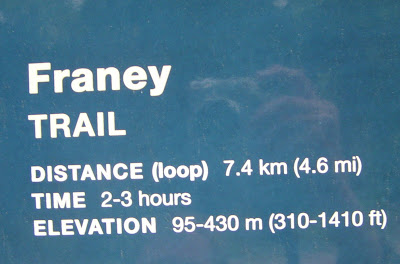 Franey
TRAIL
DISTANCE (loop) 7.4 km (4.6 mi)
TIME 2-3 hours
ELEVATION 95-430 m (310-1410 ft)